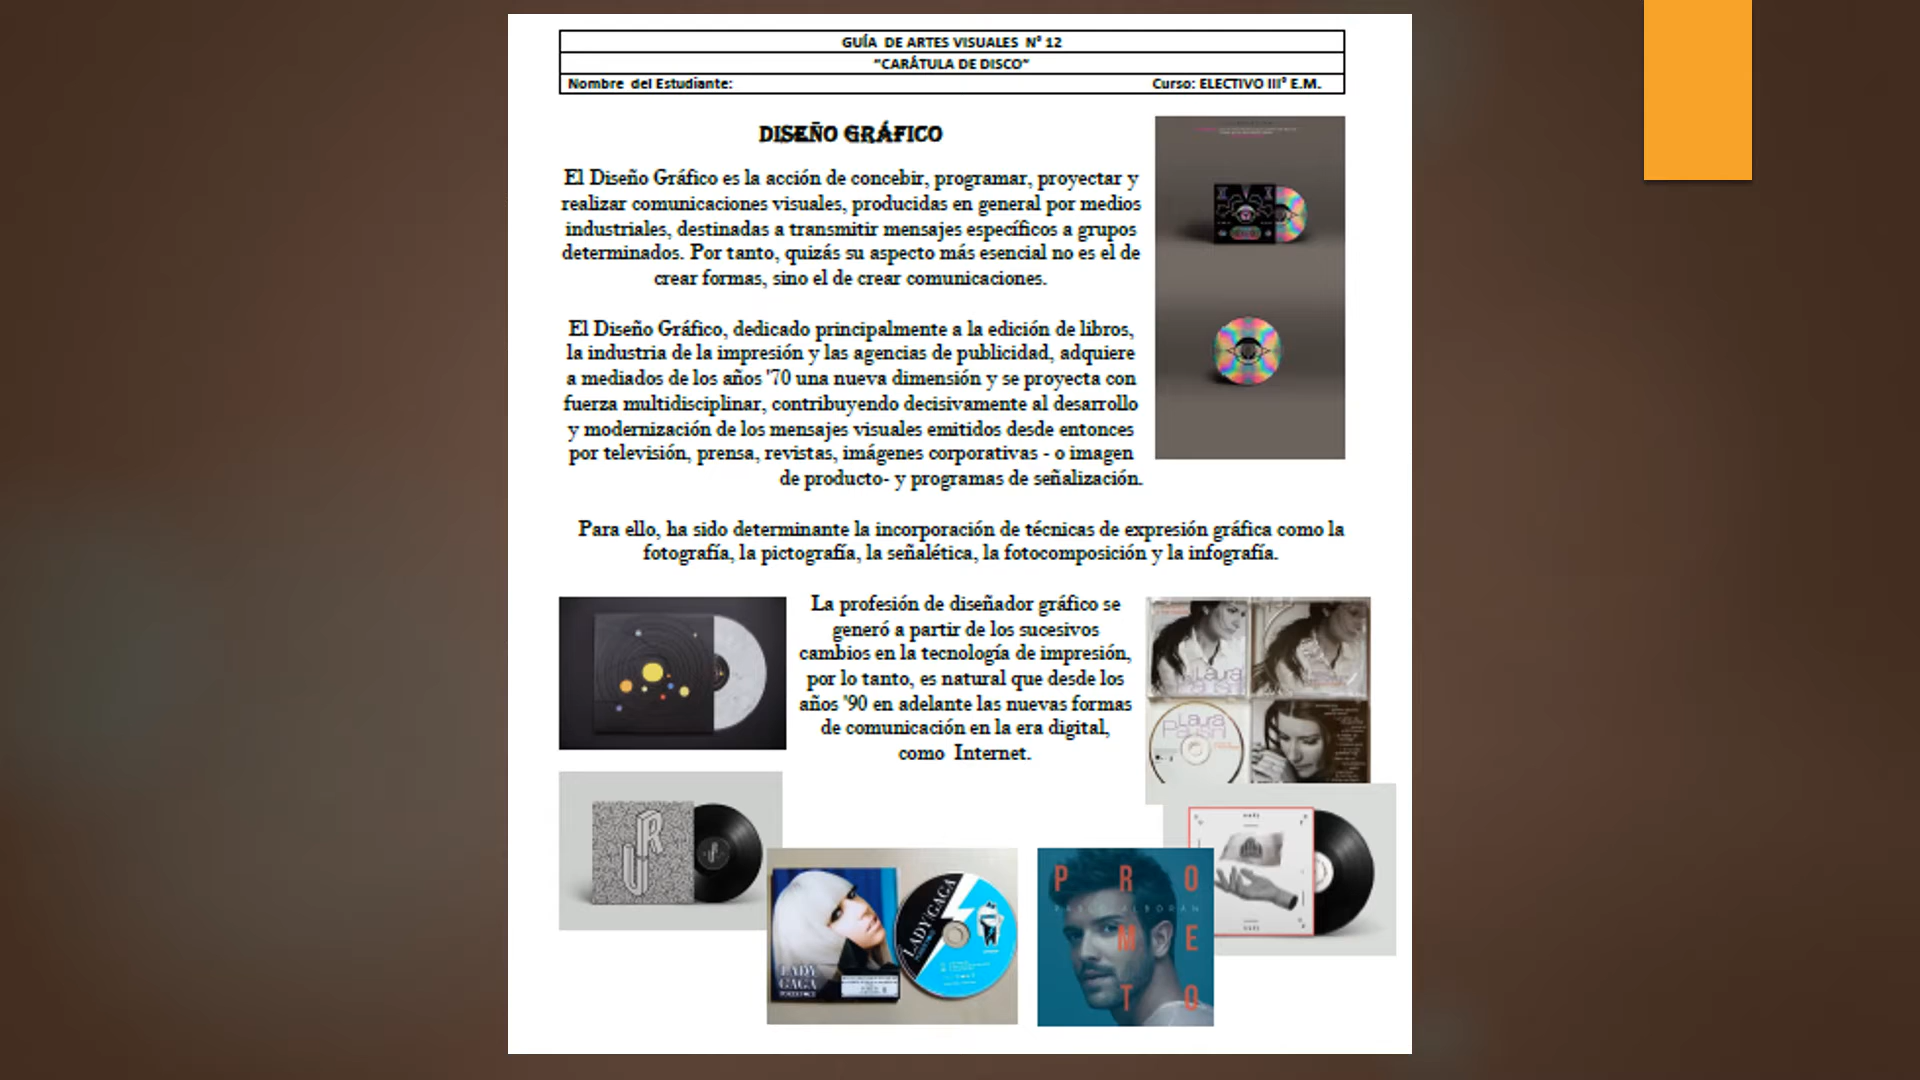 GUÍA DE ARTES VISUALES N° 12
"CARÁTULA DE DISCO"
Nombre del Estudiante: Curso: ELECTIVO III° E.M.
DISEÑO GRÁFICO
El Diseño Gráfico es la acción de concebir, programar, proyectar y
realizar comunicaciones visuales, producidas en general por medios
industriales, destinadas a transmitir mensajes específicos a grupos
determinados. Por tanto, quizás su aspecto más esencial no es el de
crear formas, sino el de crear comunicaciones.
El Diseño Gráfico, dedicado principalmente a la edición de libros,
la industria de la impresión y las agencias de publicidad, adquiere
a mediados de los años '70 una nueva dimensión y se proyecta con
fuerza multidisciplinar, contribuyendo decisivamente al desarrollo
y modernización de los mensajes visuales emitidos desde entonces
por televisión, prensa, revistas, imágenes corporativas - o imagen
de producto- y programas de señalización.
Para ello, ha sido determinante la incorporación de técnicas de expresión gráfica como la
fotografía, la pictografía, la señalética, la fotocomposición y la infografía.
La profesión de diseñador gráfico se
generó a partir de los sucesivos
cambios en la tecnología de impresión,
por lo tanto, es natural que desde los
años '90 en adelante las nuevas formas
de comunicación en la era digital,
como Internet.
Laura
Pausini
Laura
Pausini
UR
LADY GAGA
LADY
GAGA
PRO
PABLO ALBORÁN
ME
TO